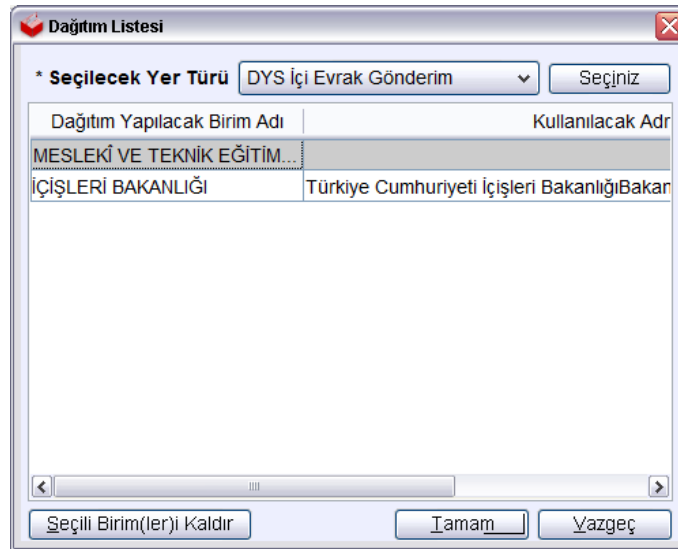 Dağıtım Listesi
* Seçilecek Yer Türü DYS İçi Evrak Gönderim Seçiniz
Dağıtım Yapılacak Birim Adı Kullanılacak Adr
MESLEKÎ VE TEKNİK EĞİTİM...
İÇİŞLERİ BAKANLIĞI Türkiye Cumhuriyeti İçişleri BakanlığıBakan
Seçili Birim(ler)i Kaldır Tamam Vazgeç